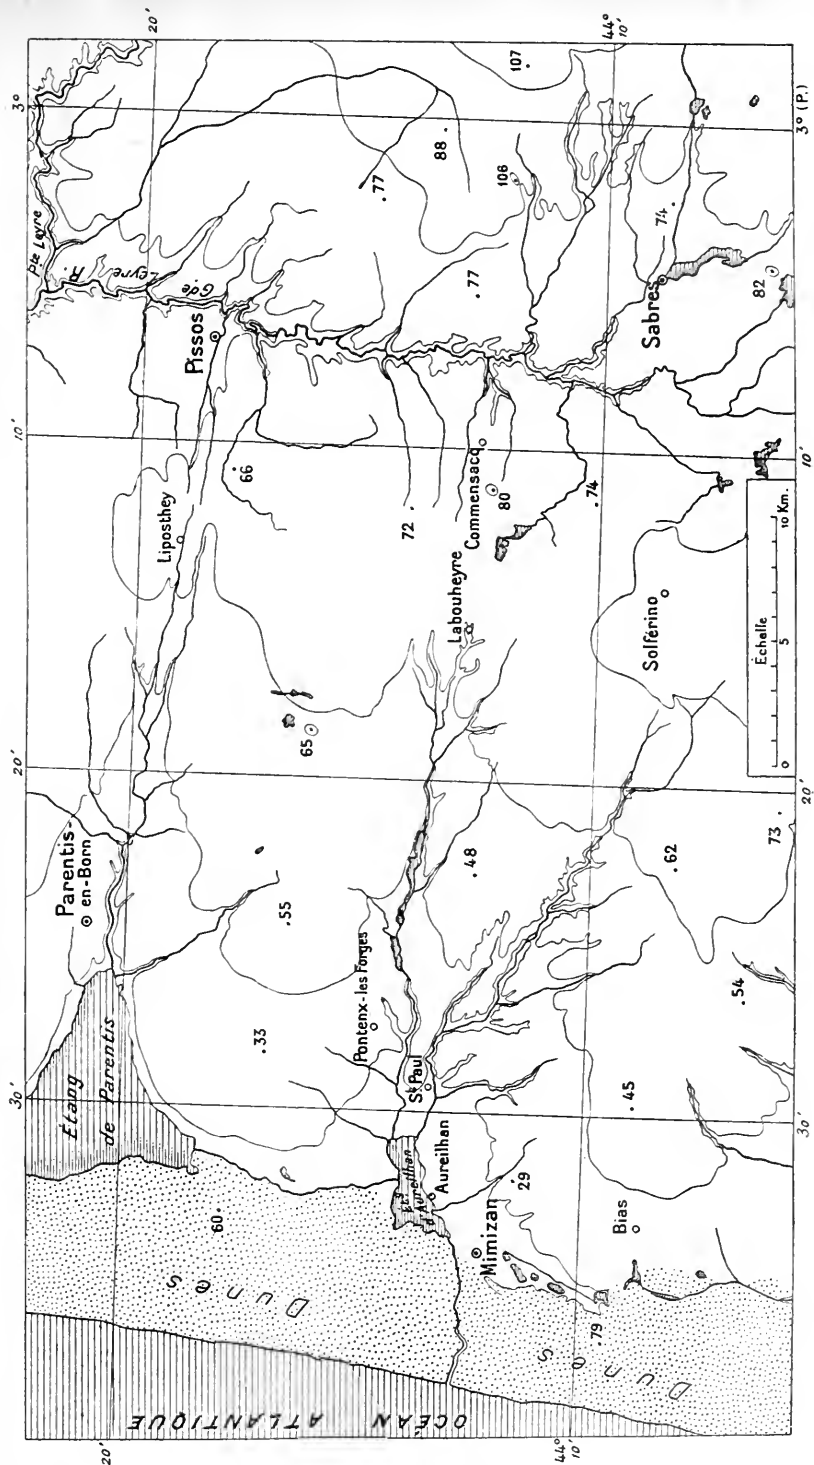 20'
44°
10'
107
3°
3° (P.)
Pte Leyre
88
77
106
74
R.
Leyre
Gde
77
82
Sabres
Pissos
10'
10'
66
Commensacq
80
74
72
Liposthey
Labouheyre
Solférino
Échelle
0
5
10 Km.
65
20'
20'
Parentis-
en-Born
48
62
73
55
Pontenx-les Forges
54
33
Étang
de Parentis
St Paul
30'
30'
45
Etg
d'Aureilhan
Aureilhan
29
60
Mimizan
Bias
Dunes
79
Dunes
OCÉAN ATLANTIQUE
20'
44°
10'